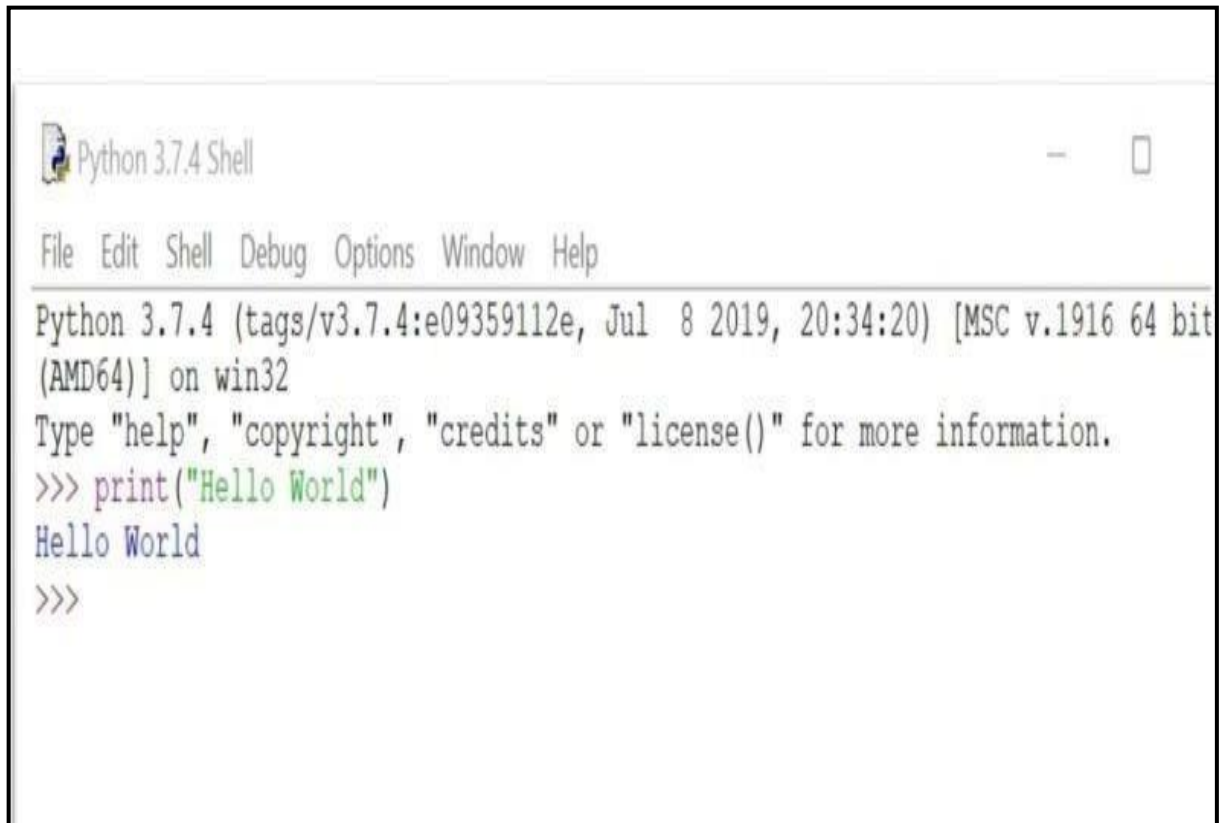 Python 3.7.4 Shell
File Edit Shell Debug Options Window Help
Python 3.7.4 (tags/v3.7.4:e09359112e, Jul  8 2019, 20:34:20) [MSC v.1916 64 bit
(AMD64)] on win32
Type "help", "copyright", "credits" or "license()" for more information.
>>> print("Hello World")
Hello World
>>>